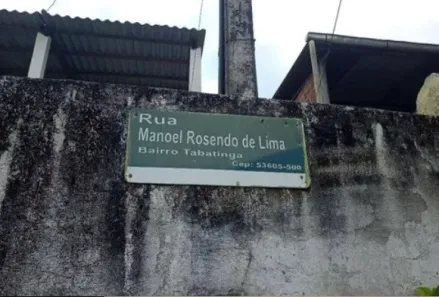 Rua
Manoel Rosendo de Lima
Bairro Tabatinga
Cep: 53605-500